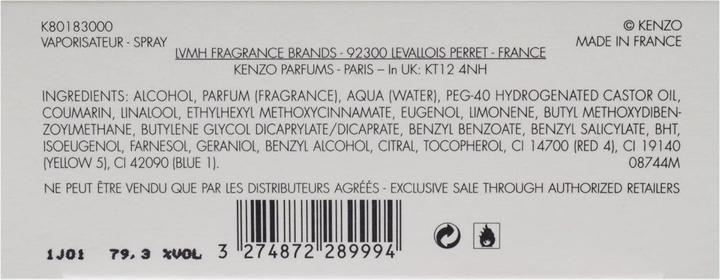 K80183000 © KENZO
VAPORISATEUR - SPRAY MADE IN FRANCE
LVMH FRAGRANCE BRANDS - 92300 LEVALLOIS PERRET - FRANCE
KENZO PARFUMS - PARIS – In UK: KT12 4NH
INGREDIENTS: ALCOHOL, PARFUM (FRAGRANCE), AQUA (WATER), PEG-40 HYDROGENATED CASTOR OIL,
COUMARIN, LINALOOL, ETHYLHEXYL METHOXYCINNAMATE, EUGENOL, LIMONENE, BUTYL METHOXYDIBEN-
ZOYLMETHANE, BUTYLENE GLYCOL DICAPRYLATE/DICAPRATE, BENZYL BENZOATE, BENZYL SALICYLATE, BHT,
ISOEUGENOL, FARNESOL, GERANIOL, BENZYL ALCOHOL, CITRAL, TOCOPHEROL, CI 14700 (RED 4), CI 19140
(YELLOW 5), CI 42090 (BLUE 1). 08744M
NE PEUT ÊTRE VENDU QUE PAR LES DISTRIBUTEURS AGRÉÉS - EXCLUSIVE SALE THROUGH AUTHORIZED RETAILERS
1J01 79,3 %VOL 3 274872 289994